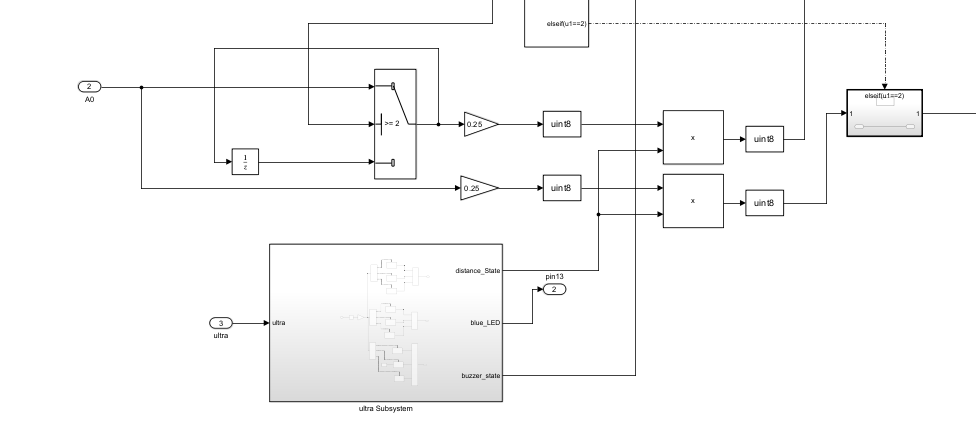 elseif(u1==2)
2
A0
>= 2
0.25
uint8
x
uint8
elseif(u1==2)
1
1
1
z
0.25
uint8
x
uint8
distance_State
pin13
2
3
ultra
ultra
blue_LED
buzzer_state
ultra Subsystem